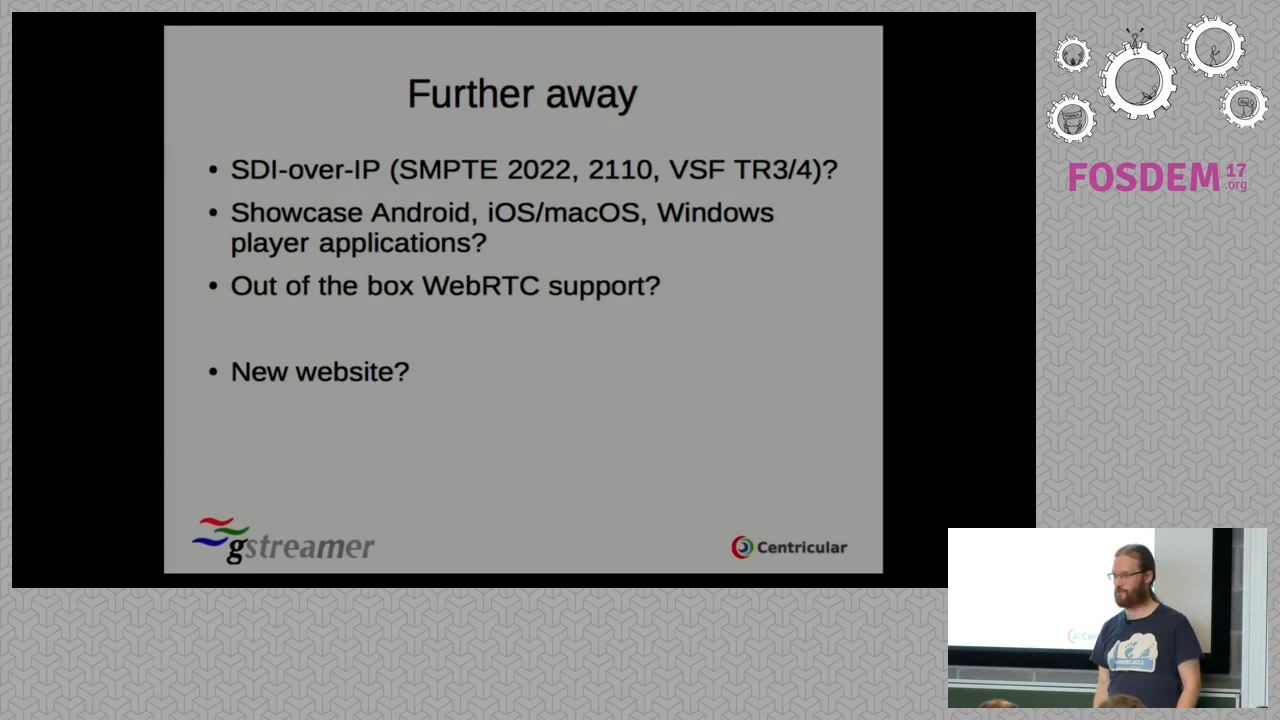 Further away
• SDI-over-IP (SMPTE 2022, 2110, VSF TR3/4)?
• Showcase Android, iOS/macOS, Windows
player applications?
• Out of the box WebRTC support?
• New website?
gstreamer
Centricular
FOSDEM 17
.org